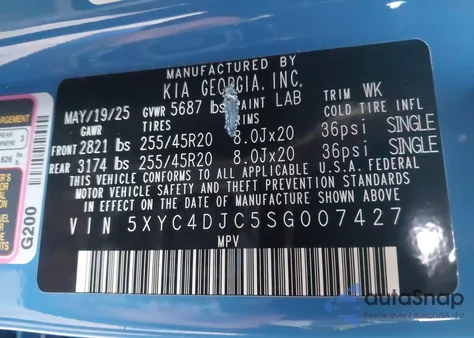 MANUFACTURED BY
KIA GEORGIA, INC.
MAY/19/25 GVWR 5687 lbs PAINT LAB TRIM WK
GAWR TIRES RIMS COLD TIRE INFL
FRONT 2821 lbs 255/45R20 8.0Jx20 36psi SINGLE
REAR 3174 lbs 255/45R20 8.0Jx20 36psi SINGLE
THIS VEHICLE CONFORMS TO ALL APPLICABLE U.S.A. FEDERAL
MOTOR VEHICLE SAFETY AND THEFT PREVENTION STANDARDS
IN EFFECT ON THE DATE OF MANUFACTURE SHOWN ABOVE.
VIN 5XYC4DJC5SG007427
MPV
G200
REAR
826 lbs
autoSnap